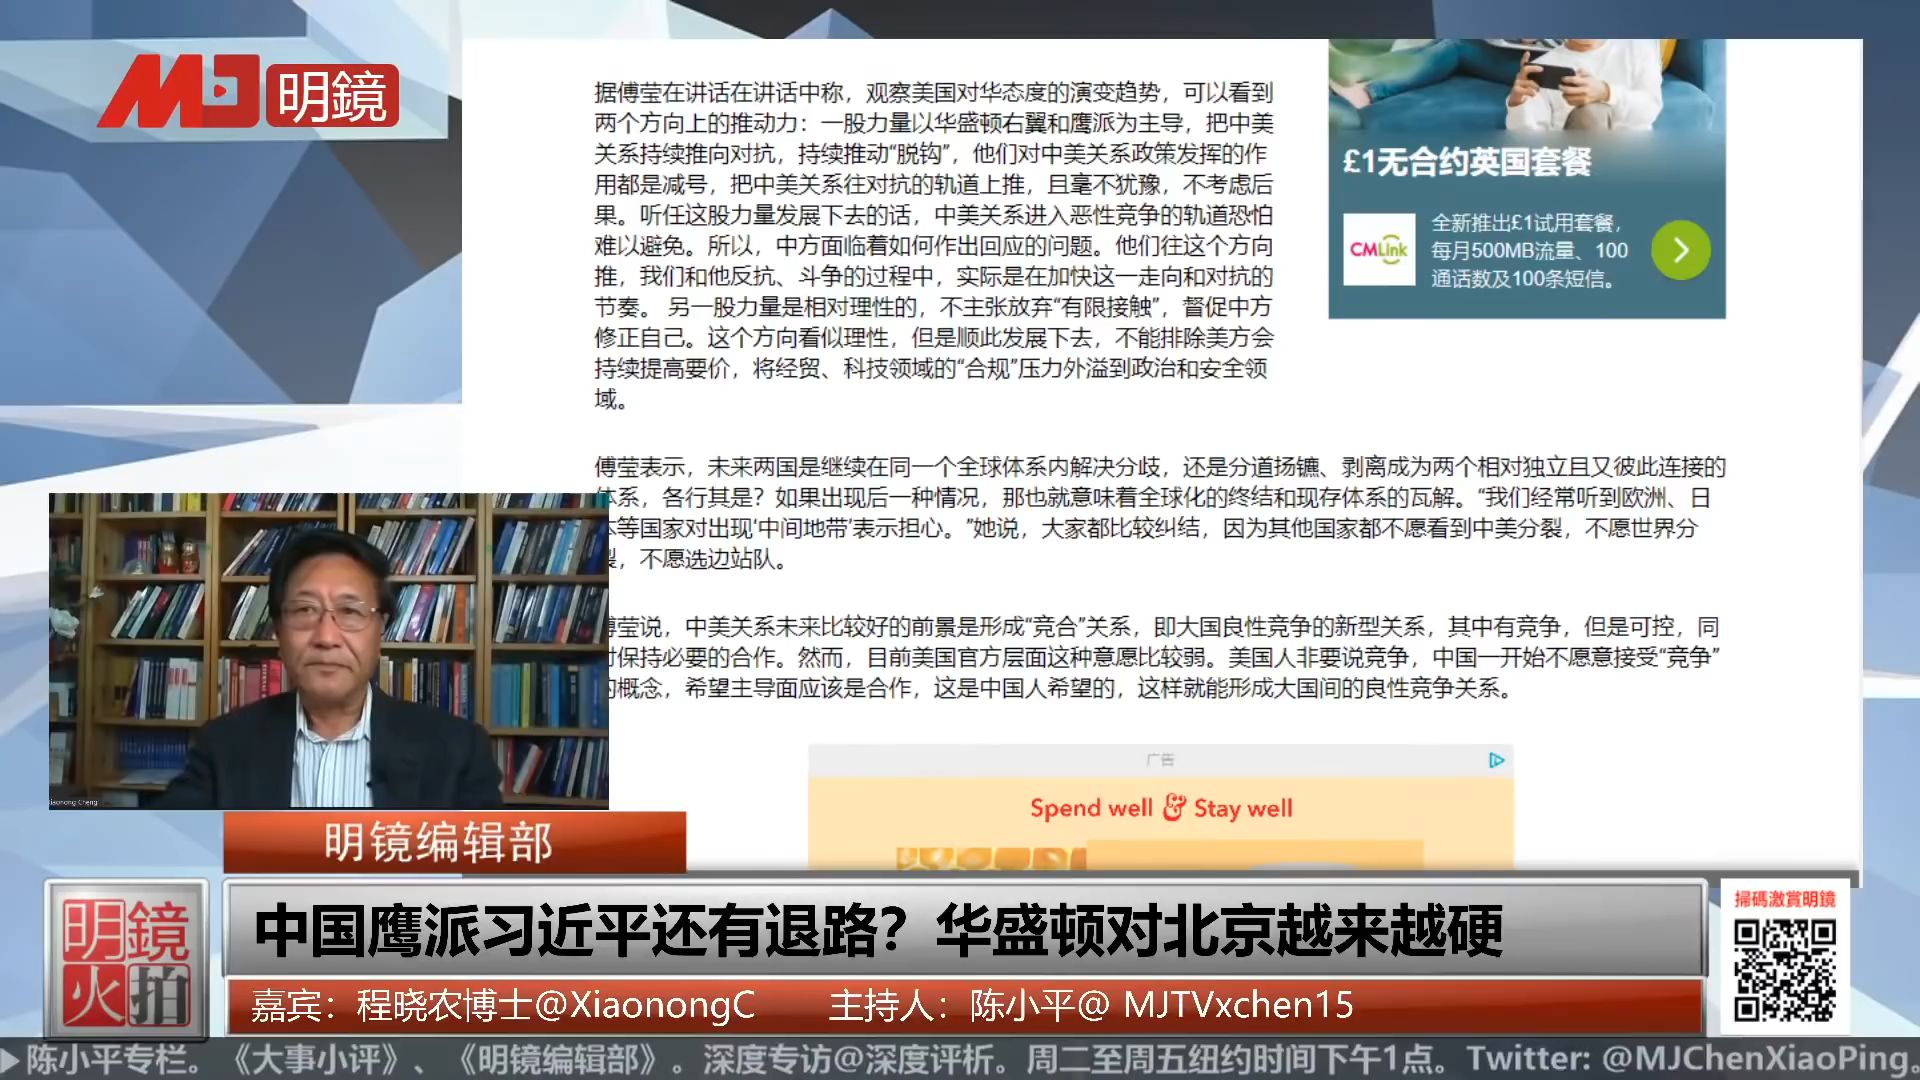 MJ 明鏡
据傅莹在讲话在讲话中称，观察美国对华态度的演变趋势，可以看到
两个方向上的推动力：一股力量以华盛顿右翼和鹰派为主导，把中美
关系持续推向对抗，持续推动“脱钩”，他们对中美关系政策发挥的作
用都是减号，把中美关系往对抗的轨道上推，且毫不犹豫，不考虑后
果。听任这股力量发展下去的话，中美关系进入恶性竞争的轨道恐怕
难以避免。所以，中方面临着如何作出回应的问题。他们往这个方向
推，我们和他反抗、斗争的过程中，实际是在加快这一走向和对抗的
节奏。 另一股力量是相对理性的，不主张放弃“有限接触”，督促中方
修正自己。这个方向看似理性，但是顺此发展下去，不能排除美方会
持续提高要价，将经贸、科技领域的“合规”压力外溢到政治和安全领
域。
£1无合约英国套餐
CMLink
全新推出£1试用套餐，
每月500MB流量、100
通话数及100条短信。
傅莹表示，未来两国是继续在同一个全球体系内解决分歧，还是分道扬镳、剥离成为两个相对独立且又彼此连接的
体系，各行其是？如果出现后一种情况，那也就意味着全球化的终结和现存体系的瓦解。“我们经常听到欧洲、日
本等国家对出现‘中间地带’表示担心。”她说，大家都比较纠结，因为其他国家都不愿看到中美分裂，不愿世界分
裂，不愿选边站队。
傅莹说，中美关系未来比较好的前景是形成“竞合”关系，即大国良性竞争的新型关系，其中有竞争，但是可控，同
时保持必要的合作。然而，目前美国官方层面这种意愿比较弱。美国人非要说竞争，中国一开始不愿意接受“竞争”
的概念，希望主导面应该是合作，这是中国人希望的，这样就能形成大国间的良性竞争关系。
广告
Spend well & Stay well
Xiaonong Cheng
明镜编辑部
明鏡
火拍
中国鹰派习近平还有退路？华盛顿对北京越来越硬
嘉宾：程晓农博士@XiaonongC 主持人：陈小平@ MJTVxchen15
掃碼激賞明鏡
陈小平专栏。《大事小评》、《明镜编辑部》。深度专访@深度评析。周二至周五纽约时间下午1点。Twitter: @MJChenXiaoPing。